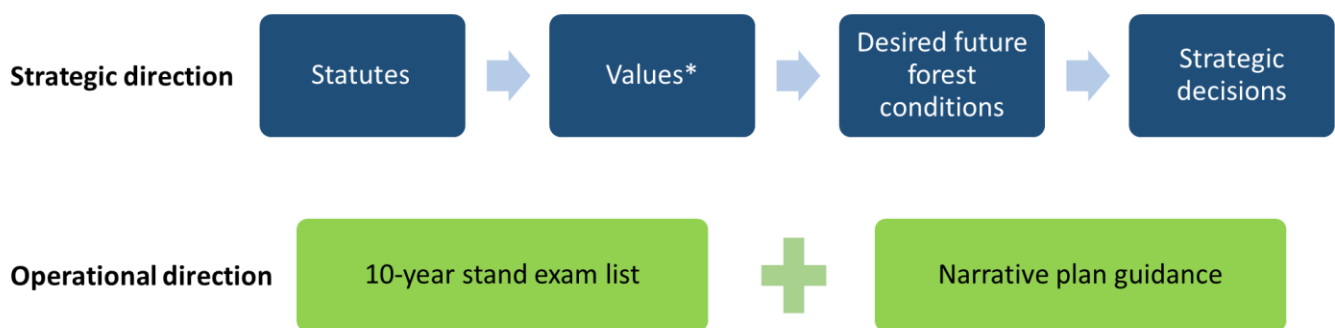 Strategic direction
Statutes
Values*
Desired future
forest
conditions
Strategic
decisions
Operational direction
10-year stand exam list
Narrative plan guidance